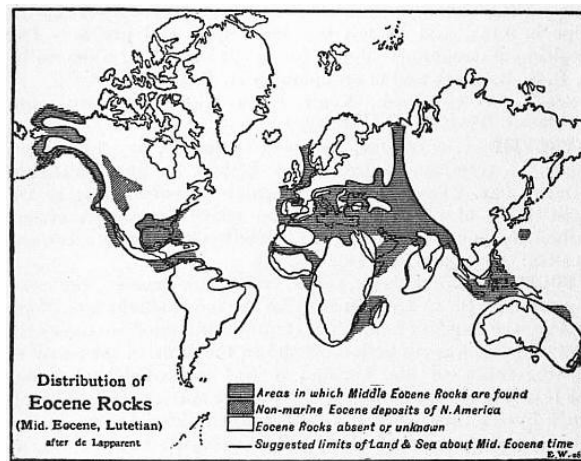 Distribution of
Eocene Rocks
(Mid. Eocene, Lutetian)
after de Lapparent
Areas in which Middle Eocene Rocks are found
Non-marine Eocene deposits of N. America
Eocene Rocks absent or unknown
Suggested limits of Land & Sea about Mid. Eocene time